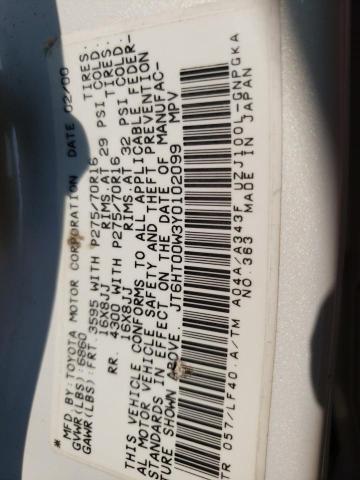 MFD.BY:TOYOTA MOTOR CORPORATION DATE 02/00
GVWR(LBS):6860
GAWR(LBS):FRT.3595 WITH P275/70R16 TIRES.
16X8JJ RIMS.AT 29 PSI COLD.
RR. 4300 WITH P275/70R16 TIRES.
16X8JJ RIMS.AT 32 PSI COLD.
THIS VEHICLE CONFORMS TO ALL APPLICABLE FEDER-
AL MOTOR VEHICLE SAFETY AND THEFT PREVENTION
STANDARDS IN EFFECT ON THE DATE OF MANUFAC-
TURE SHOWN ABOVE. JT6HT00W3Y0102099 MPV
TR 057/LF40.A/TM A04A/A343F UZJ100L-GNPGKA
NO.363 MADE IN JAPAN